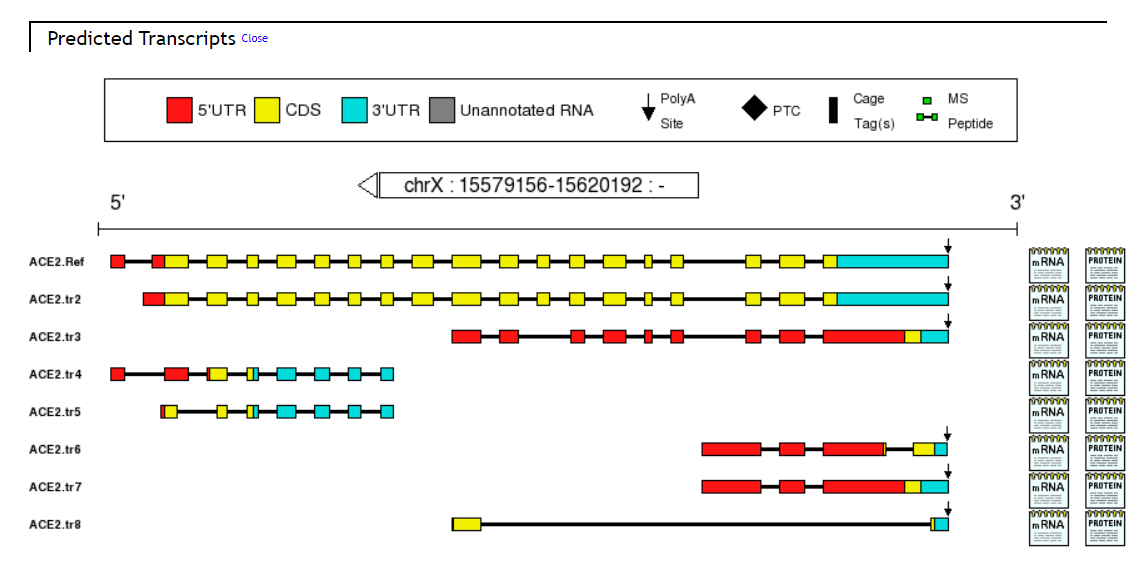 Predicted Transcripts Close
5'UTR CDS 3'UTR Unannotated RNA PolyA Site PTC Cage Tag(s) MS Peptide
chrX : 15579156-15620192 : -
5' 3'
ACE2.Ref mRNA PROTEIN
ACE2.tr2 mRNA PROTEIN
ACE2.tr3 mRNA PROTEIN
ACE2.tr4 mRNA PROTEIN
ACE2.tr5 mRNA PROTEIN
ACE2.tr6 mRNA PROTEIN
ACE2.tr7 mRNA PROTEIN
ACE2.tr8 mRNA PROTEIN